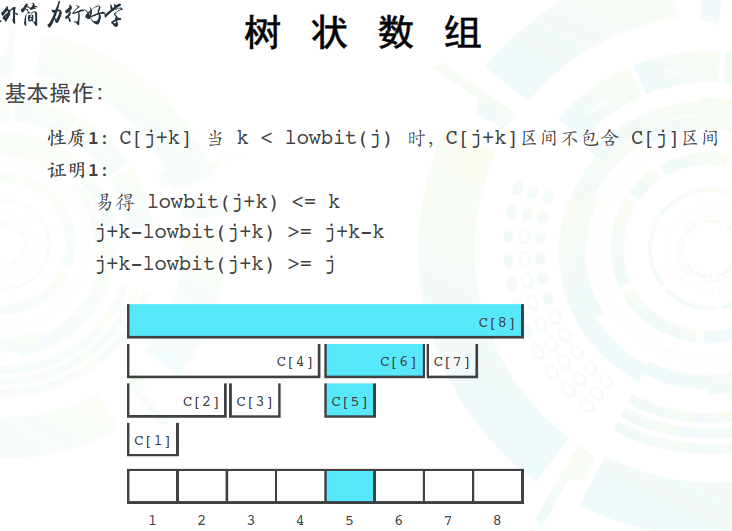 外简 力行好学
树 状 数 组
基本操作：
性质1： C[j+k] 当 k < lowbit(j) 时，C[j+k]区间不包含 C[j]区间
证明1：
易得 lowbit(j+k) <= k
j+k-lowbit(j+k) >= j+k-k
j+k-lowbit(j+k) >= j
C[8]
C[4] C[6] C[7]
C[2] C[3] C[5]
C[1]
1 2 3 4 5 6 7 8